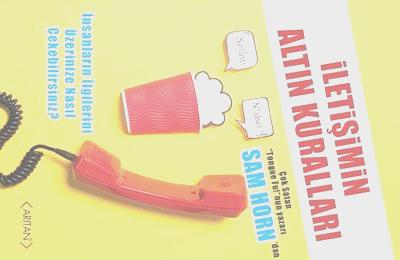 İLETİŞİMİN
ALTIN KURALLARI
Çok Satan
"Tongue Fu!"nun yazarı
SAM HORN'dan
Selam
N'aber!
İnsanların İlgilerini
Üzerinize Nasıl
Çekebilirsiniz?
ARITAN